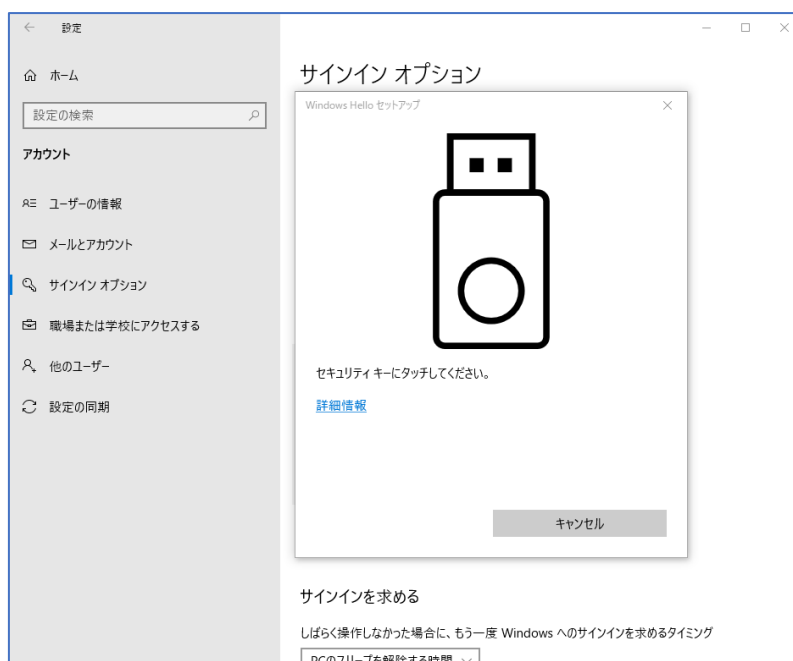 設定
ホーム
設定の検索
アカウント
ユーザーの情報
メールとアカウント
サインイン オプション
職場または学校にアクセスする
他のユーザー
設定の同期
サインイン オプション
Windows Hello セットアップ
セキュリティ キーにタッチしてください。
詳細情報
キャンセル
サインインを求める
しばらく操作しなかった場合に、もう一度 Windows へのサインインを求めるタイミング
PCのスリープを解除する時間